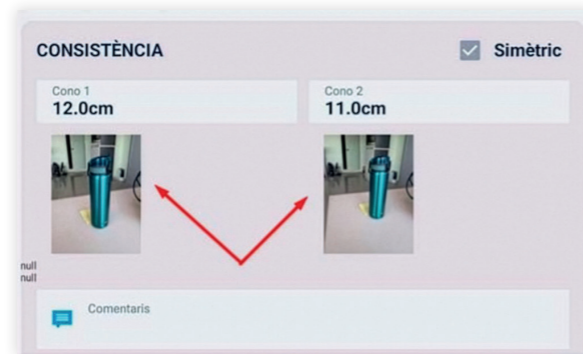 CONSISTÈNCIA
Simètric
Cono 1
12.0cm
Cono 2
11.0cm
null
null
Comentaris